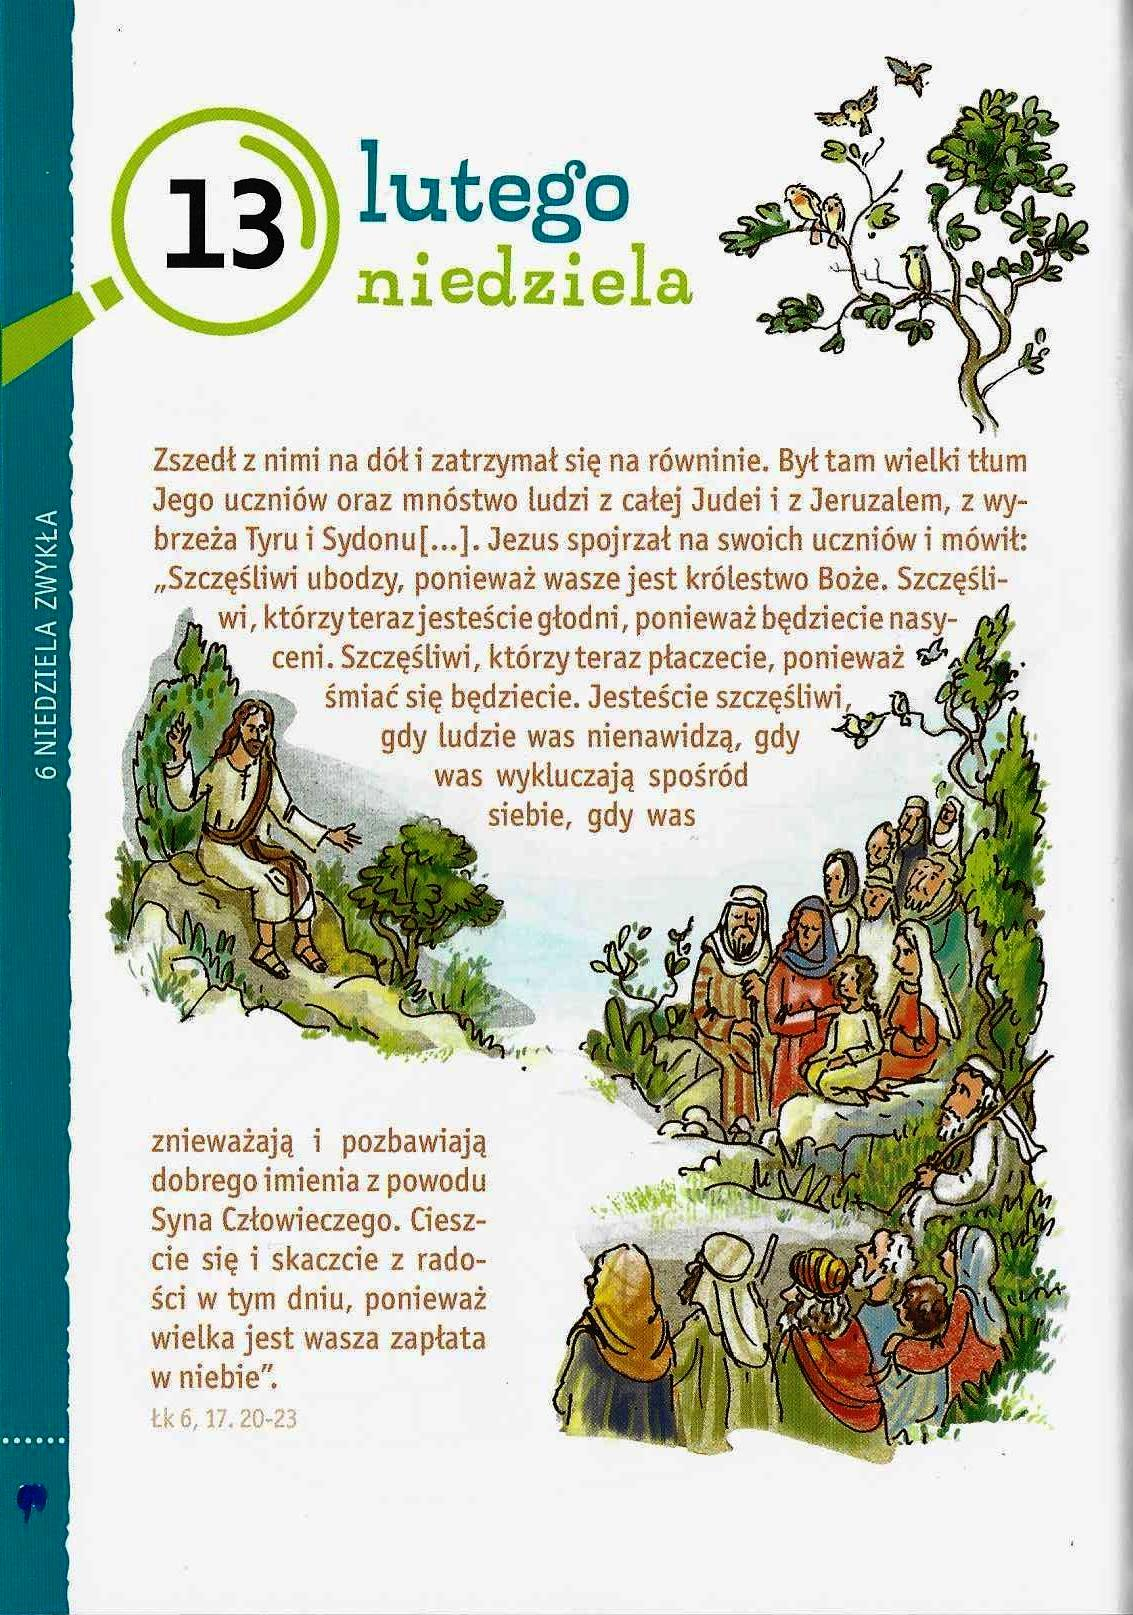 13
lutego
niedziela
Zszedł z nimi na dół i zatrzymał się na równinie. Był tam wielki tłum
Jego uczniów oraz mnóstwo ludzi z całej Judei i z Jeruzalem, z wy-
brzeża Tyru i Sydonu[...]. Jezus spojrzał na swoich uczniów i mówił:
„Szczęśliwi ubodzy, ponieważ wasze jest królestwo Boże. Szczęśli-
wi, którzy teraz jesteście głodni, ponieważ będziecie nasy-
ceni. Szczęśliwi, którzy teraz płaczecie, ponieważ
śmiać się będziecie. Jesteście szczęśliwi,
gdy ludzie was nienawidzą, gdy
was wykluczają spośród
siebie, gdy was
znieważają i pozbawiają
dobrego imienia z powodu
Syna Człowieczego. Ciesz-
cie się i skaczcie z rado-
ści w tym dniu, ponieważ
wielka jest wasza zapłata
w niebie”.
Łk 6, 17. 20-23
6 NIEDZIELA ZWYKŁA